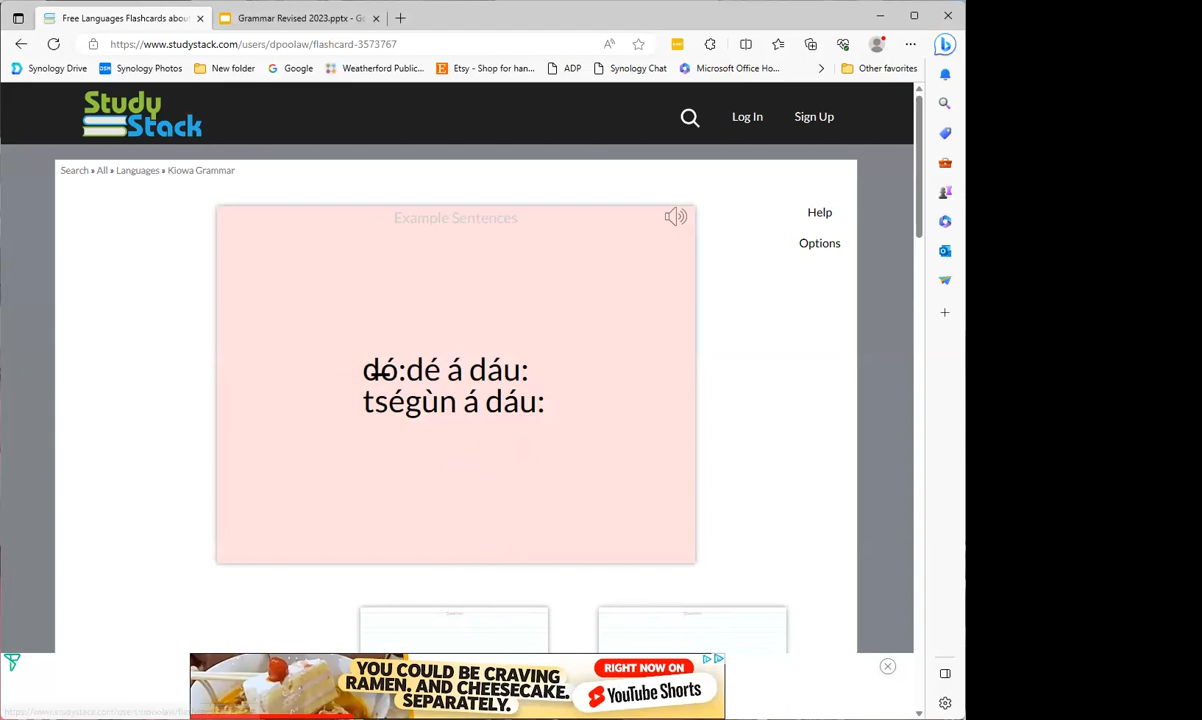 Free Languages Flashcards abou
Grammar Revised 2023.pptx - G
https://www.studystack.com/users/dpoolaw/flashcard-3573767
Synology Drive
DSM Synology Photos
New folder
Google
Weatherford Public...
Etsy - Shop for han...
ADP
Synology Chat
Microsoft Office Ho...
Other favorites
Study
Stack
Log In
Sign Up
Search » All » Languages » Kiowa Grammar
Example Sentences
Help
Options
dó:dé á dáu:
tségùn á dáu:
YOU COULD BE CRAVING
RAMEN. AND CHEESECAKE.
SEPARATELY.
RIGHT NOW ON
YouTube Shorts